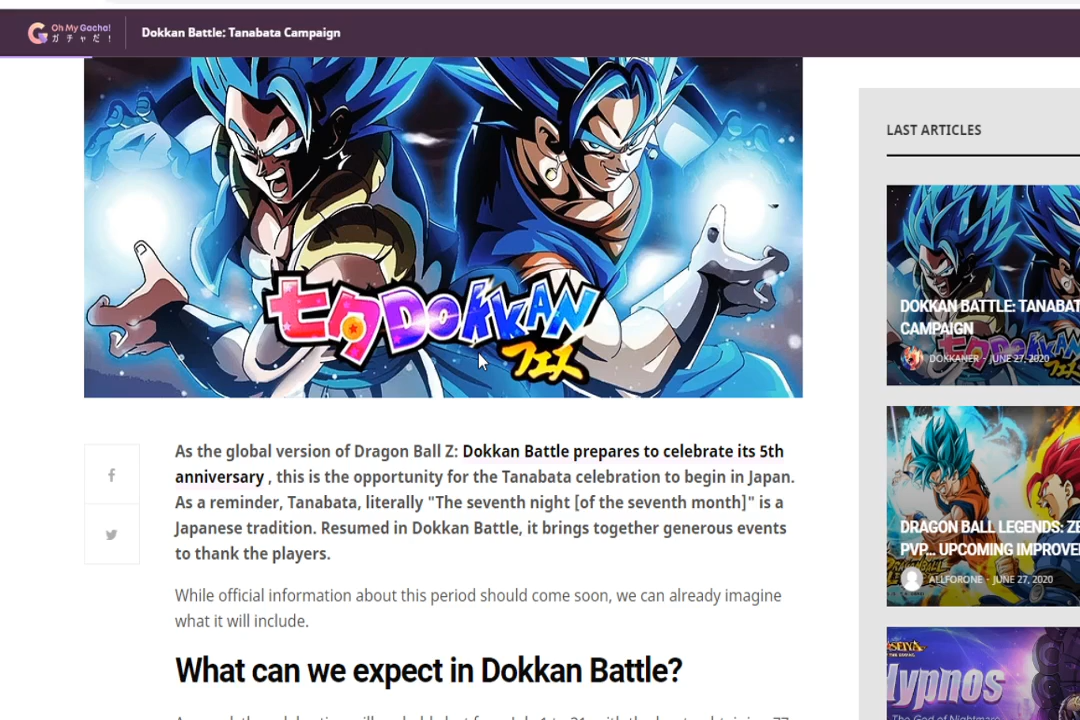 Oh My Gacha!
ガチャだ!
Dokkan Battle: Tanabata Campaign
七夕DOKKAN
フェス
As the global version of Dragon Ball Z: Dokkan Battle prepares to celebrate its 5th
anniversary , this is the opportunity for the Tanabata celebration to begin in Japan.
As a reminder, Tanabata, literally "The seventh night [of the seventh month]" is a
Japanese tradition. Resumed in Dokkan Battle, it brings together generous events
to thank the players.
While official information about this period should come soon, we can already imagine
what it will include.
What can we expect in Dokkan Battle?
LAST ARTICLES
DOKKAN BATTLE: TANABAT
CAMPAIGN
DOKKANER - JUNE 27, 2020
DRAGON BALL LEGENDS: ZE
PVP... UPCOMING IMPROVE
ALLFORONE - JUNE 27, 2020
Hypnos
The God of Nightmare